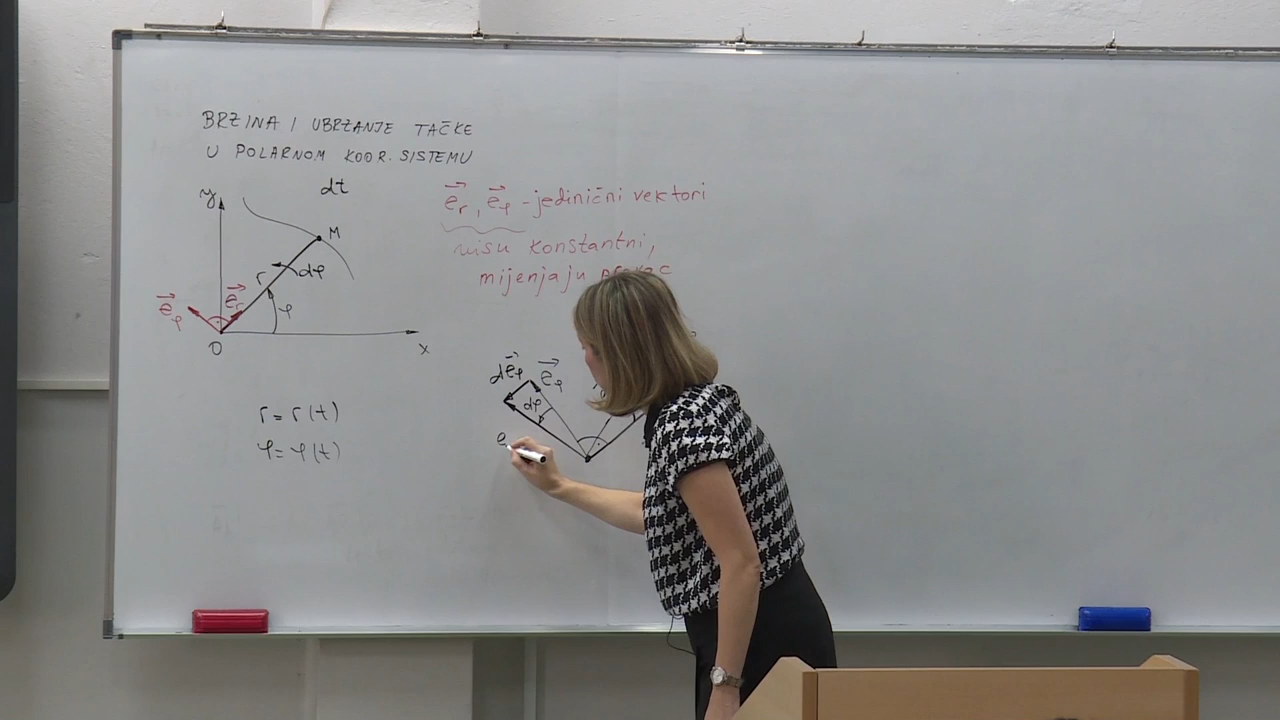 BRZINA I UBRZANJE TAČKE
U POLARNOM KOOR. SISTEMU
dt
y
M
r
dφ
e⃗φ
e⃗r
φ
O
x
r = r(t)
φ = φ(t)
e⃗r, e⃗φ - jedinični vektori
nisu konstantni,
mijenjaju
de⃗φ
e⃗φ
dφ
e